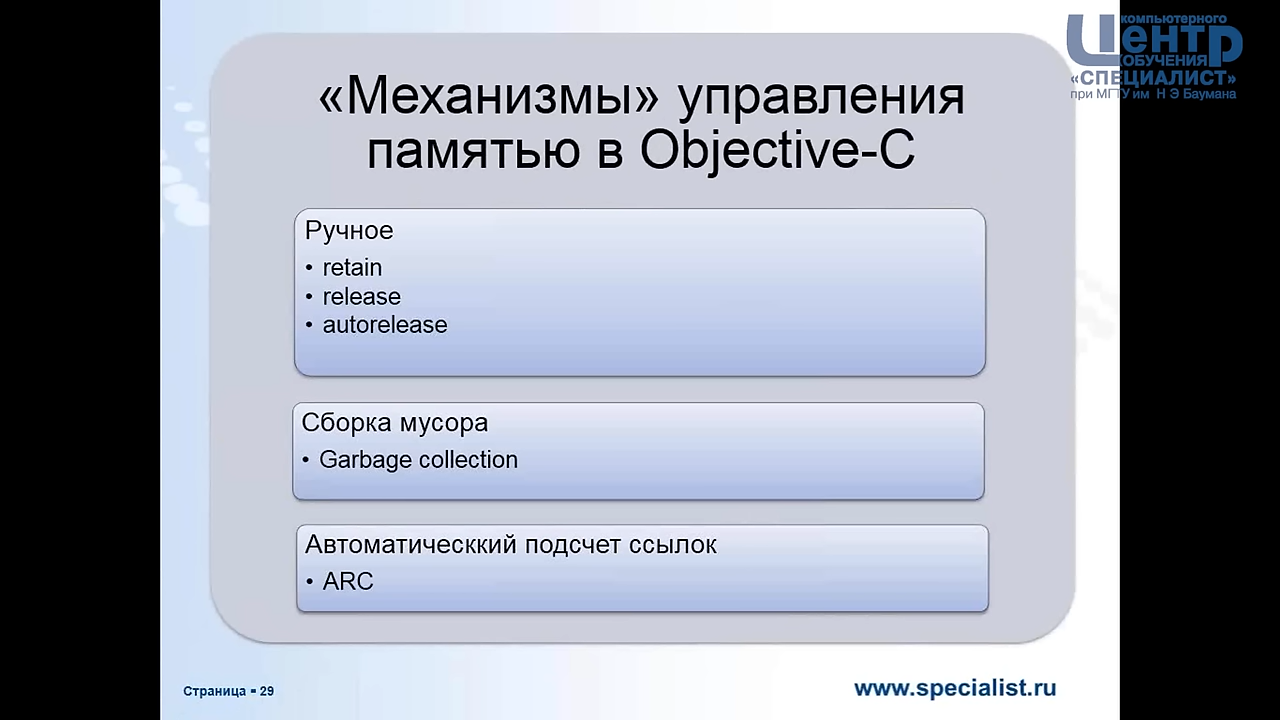 компьютерного
Центр
ОБУЧЕНИЯ
«СПЕЦИАЛИСТ»
при МГТУ им Н Э Баумана
«Механизмы» управления
памятью в Objective-C
Ручное
• retain
• release
• autorelease
Сборка мусора
• Garbage collection
Автоматическкий подсчет ссылок
• ARC
Страница ▪ 29
www.specialist.ru